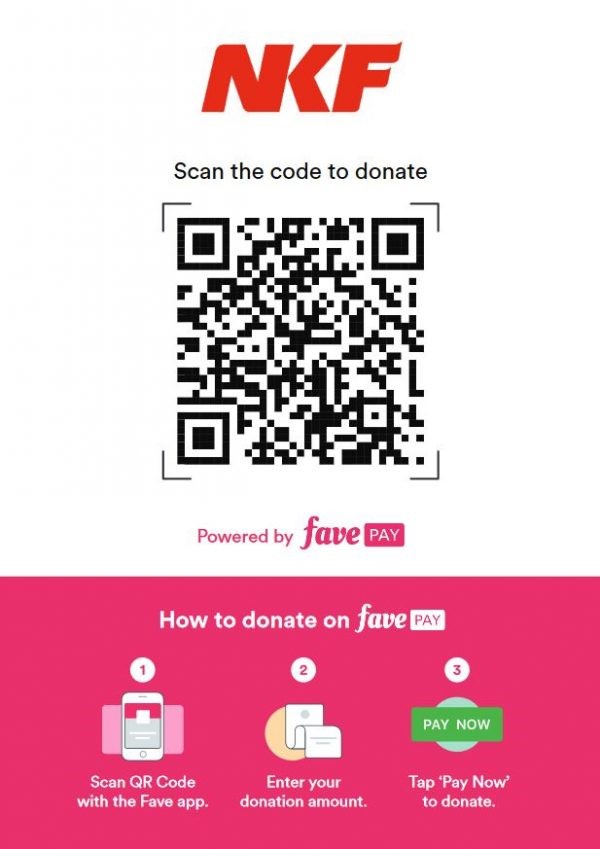 NKF
Scan the code to donate
Powered by fave PAY
How to donate on fave PAY
1
2
3
PAY NOW
Scan QR Code
with the Fave app.
Enter your
donation amount.
Tap ‘Pay Now’
to donate.